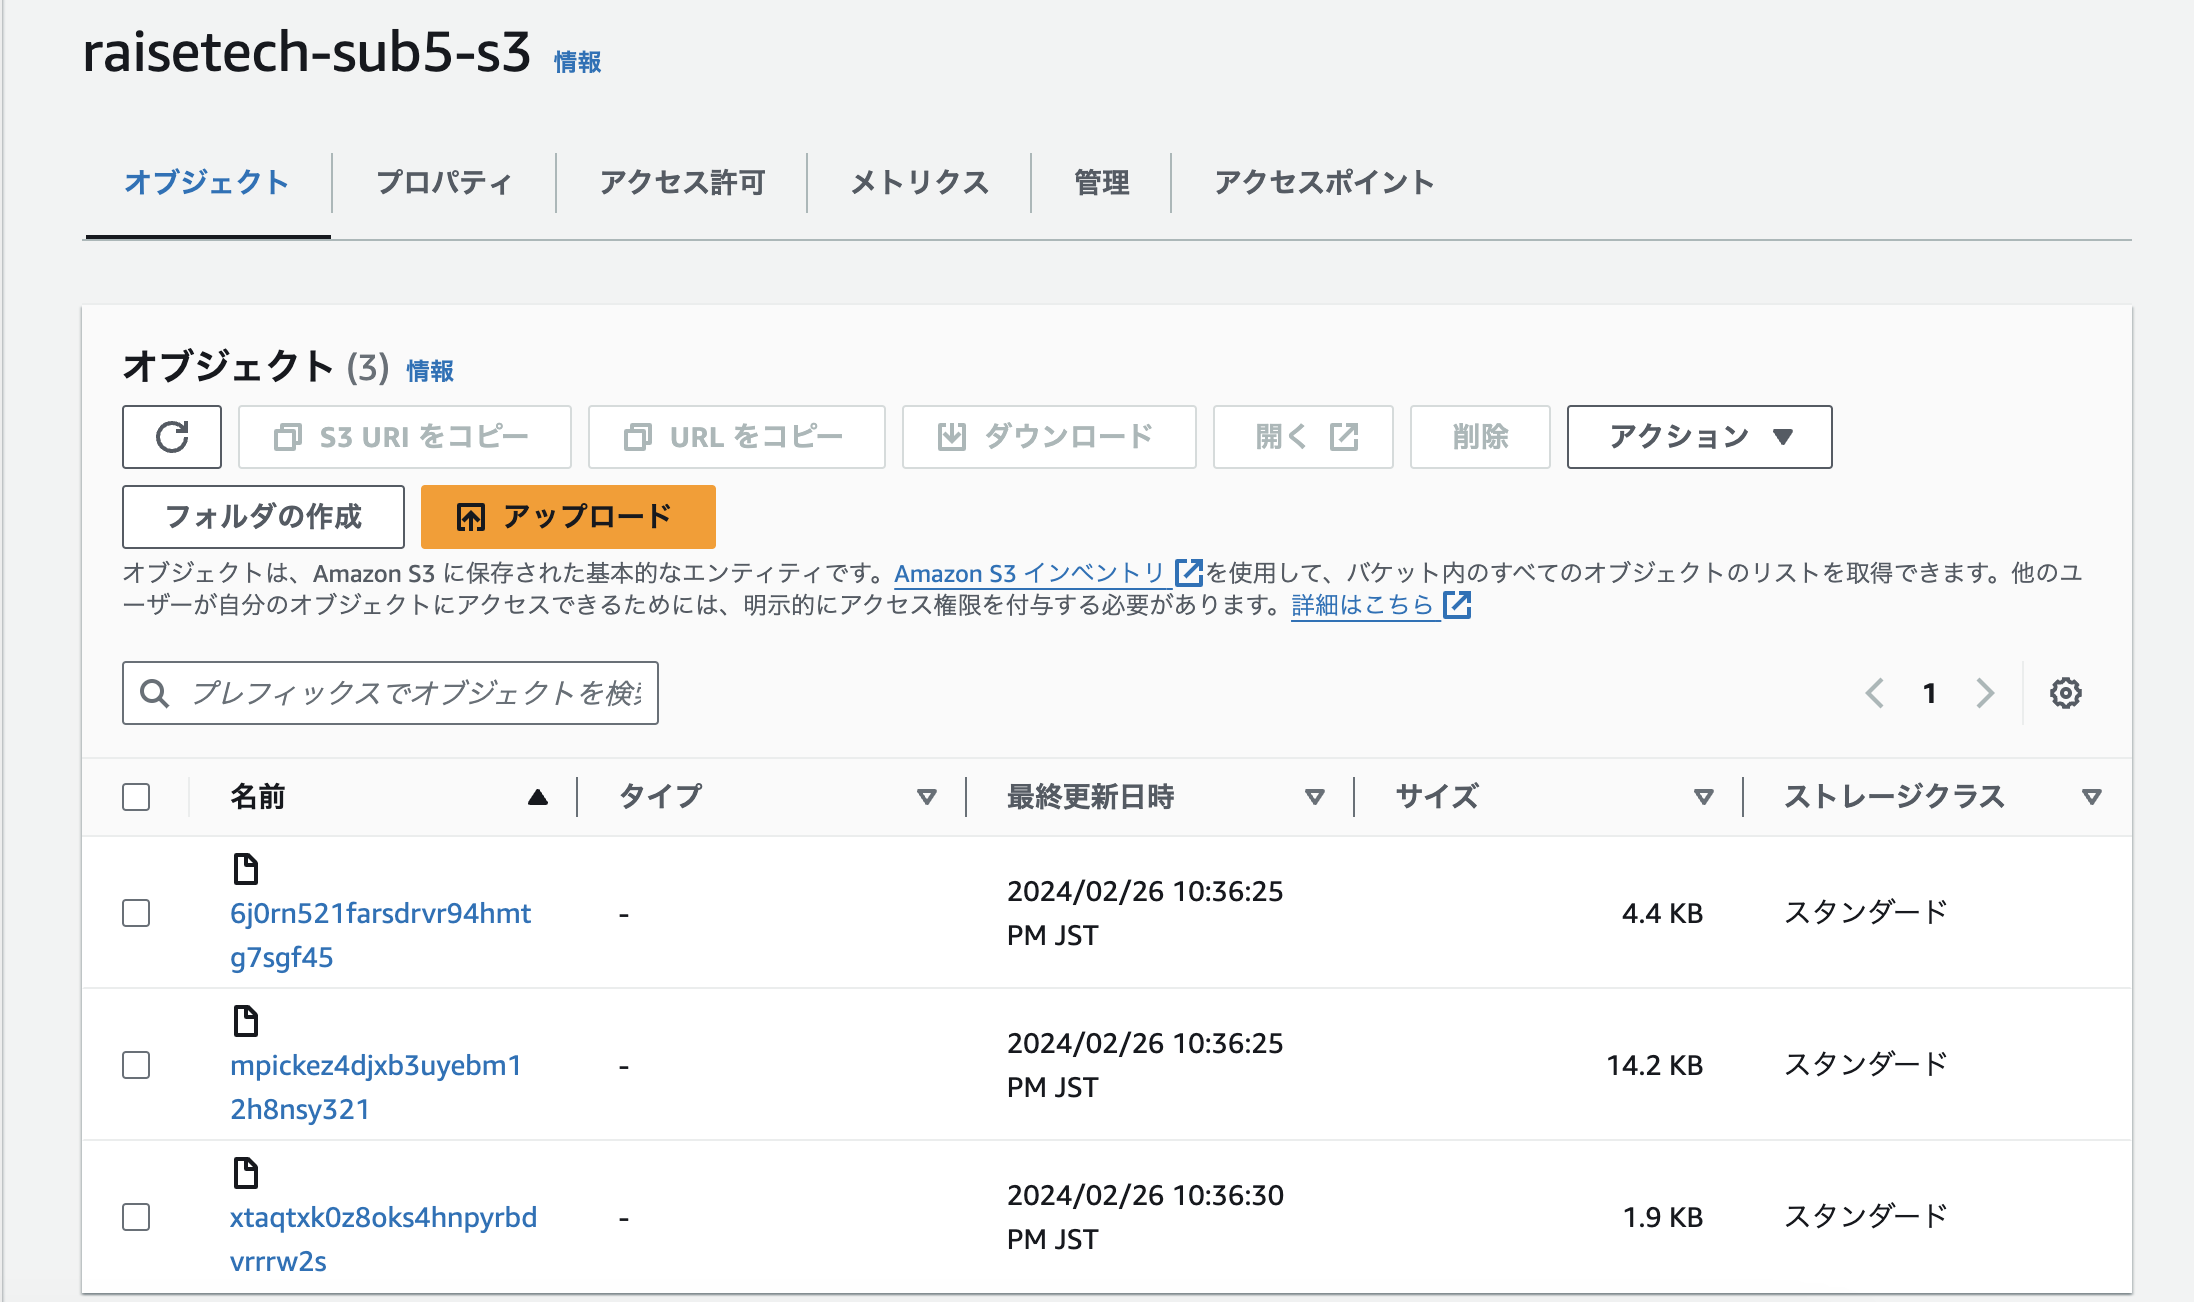 raisetech-sub5-s3 情報
オブジェクト プロパティ アクセス許可 メトリクス 管理 アクセスポイント
オブジェクト (3) 情報
S3 URI をコピー URL をコピー ダウンロード 開く 削除 アクション
フォルダの作成 アップロード
オブジェクトは、Amazon S3 に保存された基本的なエンティティです。Amazon S3 インベントリ を使用して、バケット内のすべてのオブジェクトのリストを取得できます。他のユ
ーザーが自分のオブジェクトにアクセスできるためには、明示的にアクセス権限を付与する必要があります。詳細はこちら
プレフィックスでオブジェクトを検
1
名前 タイプ 最終更新日時 サイズ ストレージクラス
6j0rn521farsdrvr94hmt
g7sgf45
-
2024/02/26 10:36:25
PM JST
4.4 KB
スタンダード
mpickez4djxb3uyebm1
2h8nsy321
-
2024/02/26 10:36:25
PM JST
14.2 KB
スタンダード
xtaqtxk0z8oks4hnpyrbd
vrrrw2s
-
2024/02/26 10:36:30
PM JST
1.9 KB
スタンダード